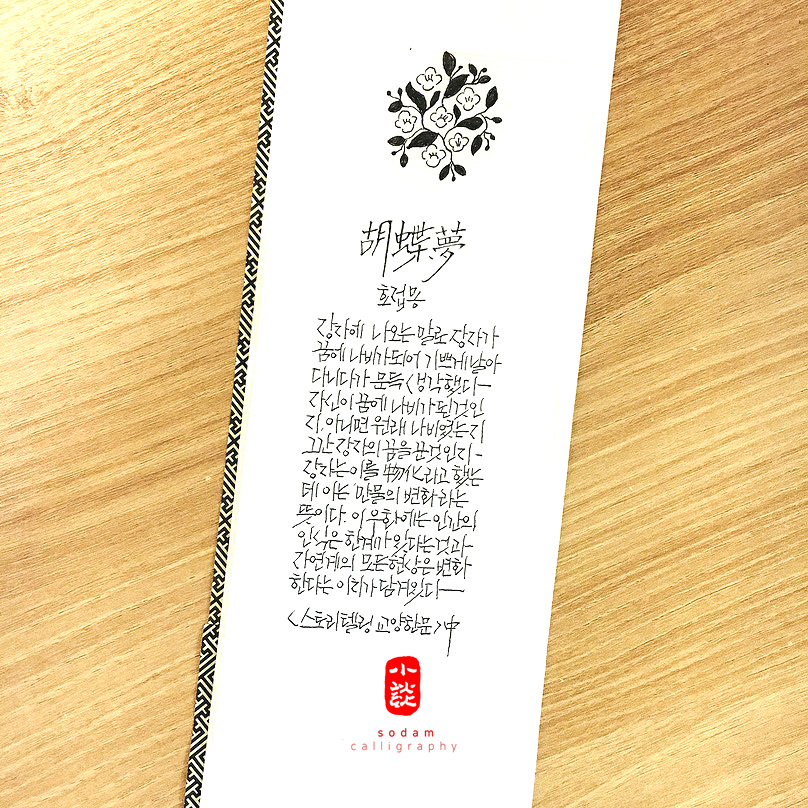 胡蝶夢
호접몽
장자에 나오는 말로 장자가
꿈에 나비가 되어 기쁘게 날아
다니다가 문득 생각했다—
자신이 꿈에 나비가 된 것인
지, 아니면 원래 나비였는지
그간 장자의 꿈을 꾼것인지-
장자는 이를 物化라고 했는
데 이는 '만물의 변화'라는
뜻이다. 이 우화에는 인간의
인식은 한계가 있다는 것과-
자연계의 모든 현상은 변화
한다는 이치가 담겨있다—
<스토리텔링 교양한문>中
小談
sodam
calligraphy